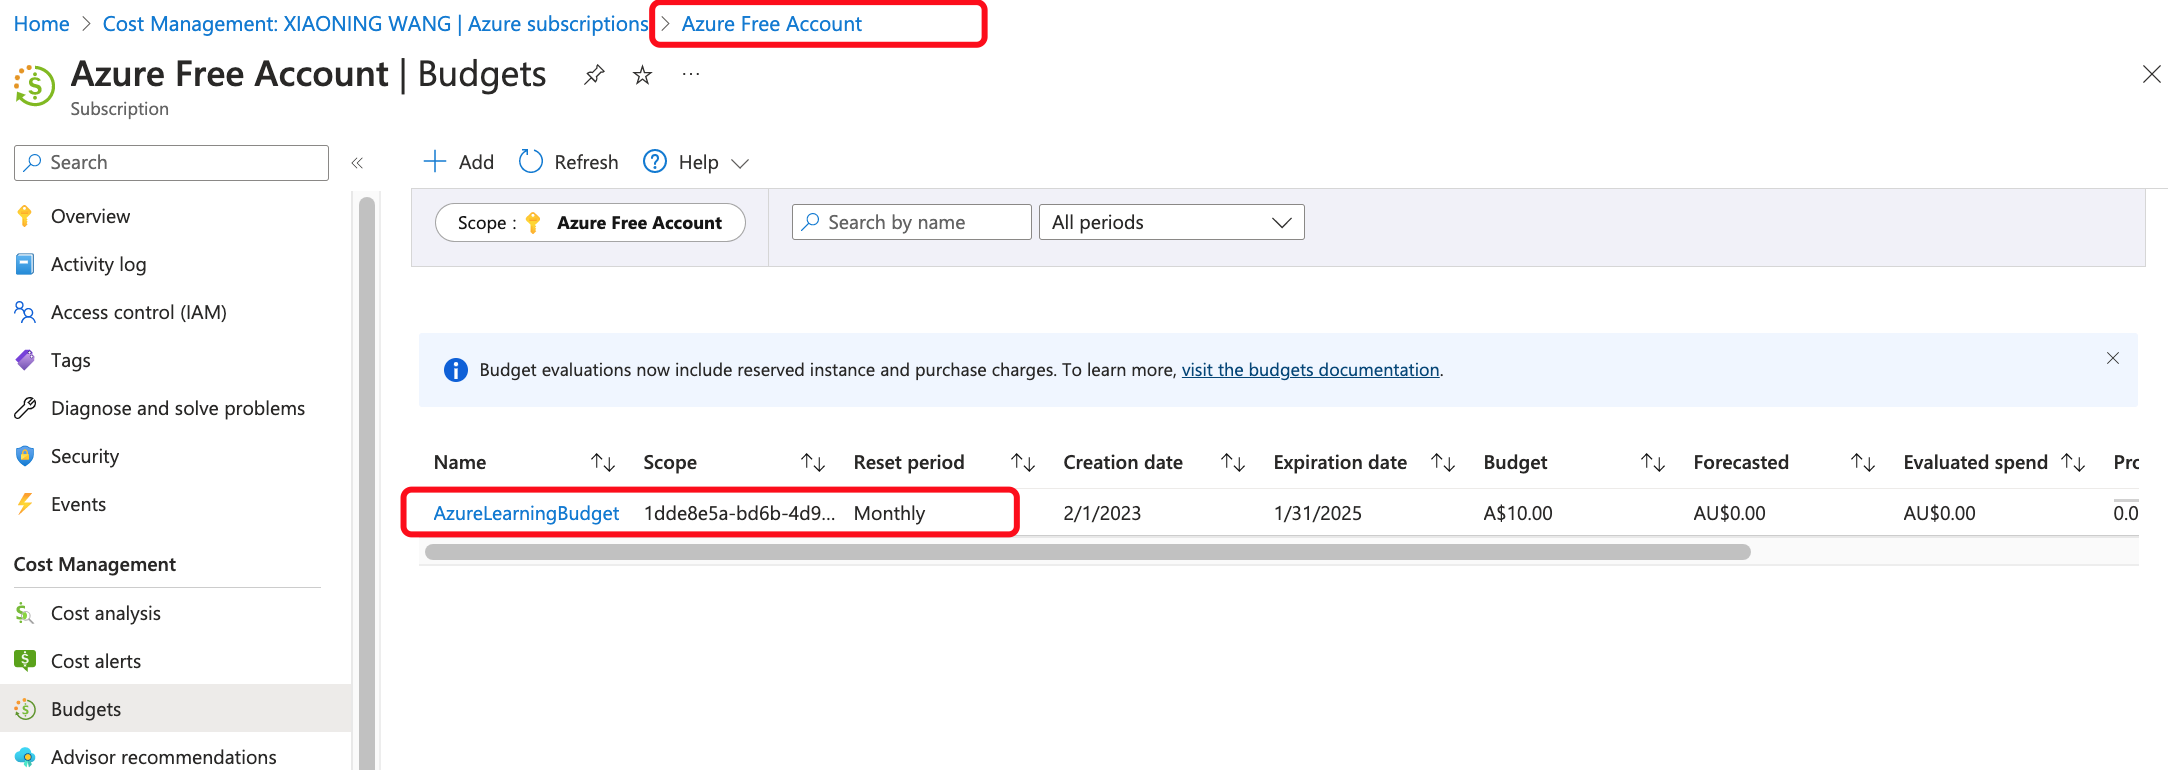 Home > Cost Management: XIAONING WANG | Azure subscriptions > Azure Free Account
Azure Free Account | Budgets
Subscription
Search
Add Refresh Help
Overview
Scope : Azure Free Account Search by name All periods
Activity log
Access control (IAM)
Tags
Budget evaluations now include reserved instance and purchase charges. To learn more, visit the budgets documentation.
Diagnose and solve problems
Security
Name Scope Reset period Creation date Expiration date Budget Forecasted Evaluated spend Pro
Events
AzureLearningBudget 1dde8e5a-bd6b-4d9... Monthly 2/1/2023 1/31/2025 A$10.00 AU$0.00 AU$0.00 0.0
Cost Management
Cost analysis
Cost alerts
Budgets
Advisor recommendations